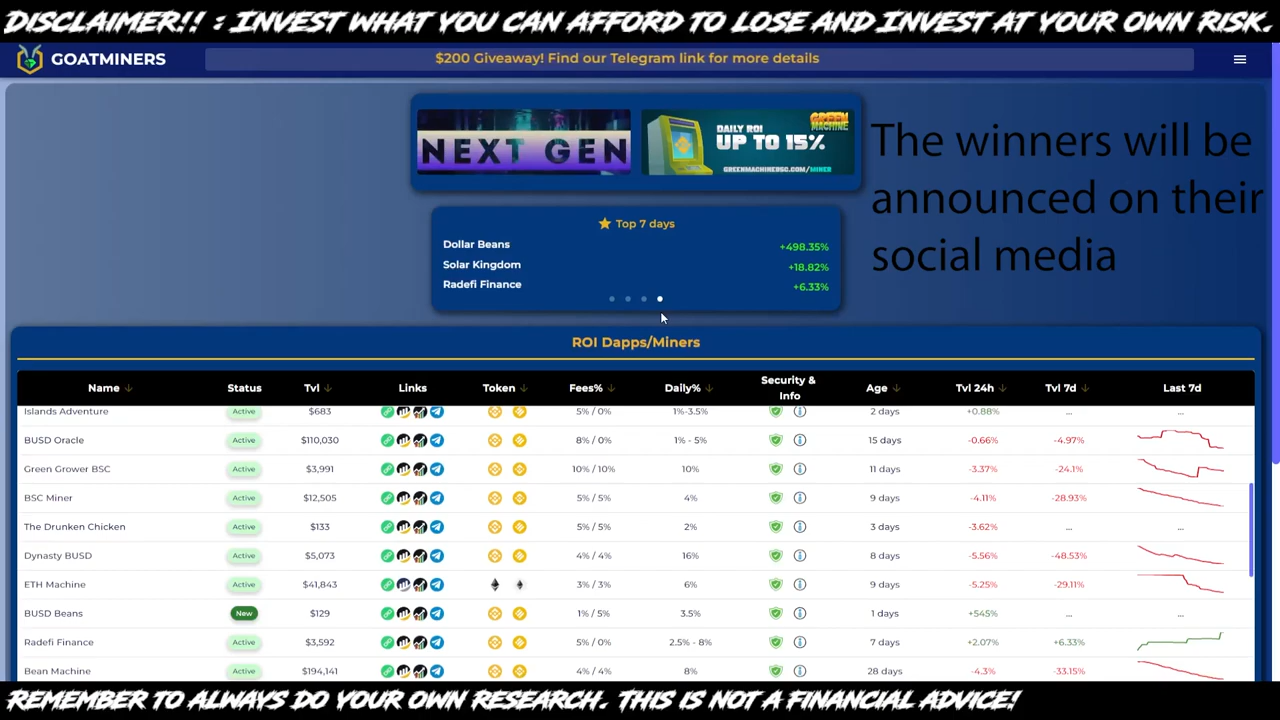 DISCLAIMER!! : INVEST WHAT YOU CAN AFFORD TO LOSE AND INVEST AT YOUR OWN RISK.
GOATMINERS
$200 Giveaway! Find our Telegram link for more details
NEXT GEN
DAILY ROI
UP TO 15%
GREEN MACHINE
GREENMACHINEBSC.COM/MINER
The winners will be
announced on their
social media
Top 7 days
Dollar Beans +498.35%
Solar Kingdom +18.82%
Radefi Finance +6.33%
ROI Dapps/Miners
Name Status Tvl Links Token Fees% Daily% Security & Info Age Tvl 24h Tvl 7d Last 7d
Islands Adventure Active $683 5% / 0% 1%-3.5% 2 days +0.88% ... ...
BUSD Oracle Active $110,030 8% / 0% 1% - 5% 15 days -0.66% -4.97%
Green Grower BSC Active $3,991 10% / 10% 10% 11 days -3.37% -24.1%
BSC Miner Active $12,505 5% / 5% 4% 9 days -4.11% -28.93%
The Drunken Chicken Active $133 5% / 5% 2% 3 days -3.62% ... ...
Dynasty BUSD Active $5,073 4% / 4% 16% 8 days -5.56% -48.53%
ETH Machine Active $41,843 3% / 3% 6% 9 days -5.25% -29.11%
BUSD Beans New $129 1% / 5% 3.5% 1 days +545% ... ...
Radefi Finance Active $3,592 5% / 0% 2.5% - 8% 7 days +2.07% +6.33%
Bean Machine Active $194,141 4% / 4% 8% 28 days -4.3% -33.15%
REMEMBER TO ALWAYS DO YOUR OWN RESEARCH. THIS IS NOT A FINANCIAL ADVICE!